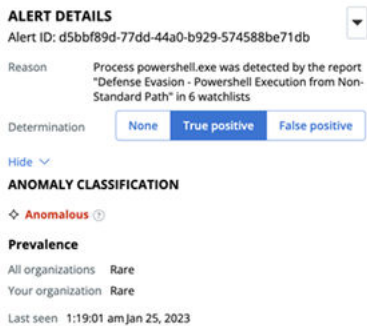 ALERT DETAILS
Alert ID: d5bbf89d-77dd-44a0-b929-574588be71db
Reason Process powershell.exe was detected by the report
"Defense Evasion - Powershell Execution from Non-
Standard Path" in 6 watchlists
Determination None True positive False positive
Hide
ANOMALY CLASSIFICATION
Anomalous ?
Prevalence
All organizations Rare
Your organization Rare
Last seen 1:19:01 am Jan 25, 2023